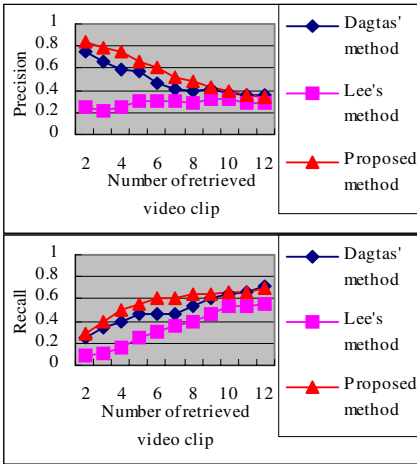 1
0.8
0.6
0.4
0.2
0
Precision
2 4 6 8 10 12
Number of retrieved
video clip
Dagtas'
method
Lee's
method
Proposed
method
1
0.8
0.6
0.4
0.2
0
Recall
2 4 6 8 10 12
Number of retrieved
video clip
Dagtas'
method
Lee's
method
Proposed
method